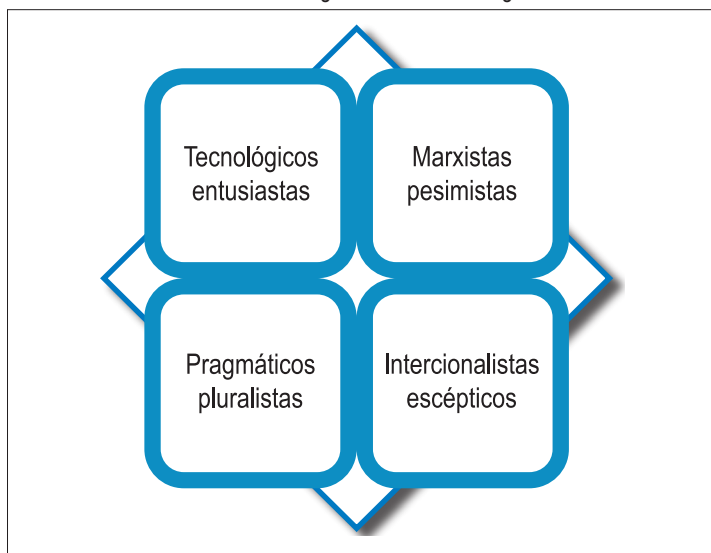 Tecnológicos
entusiastas
Marxistas
pesimistas
Pragmáticos
pluralistas
Intercionalistas
escépticos